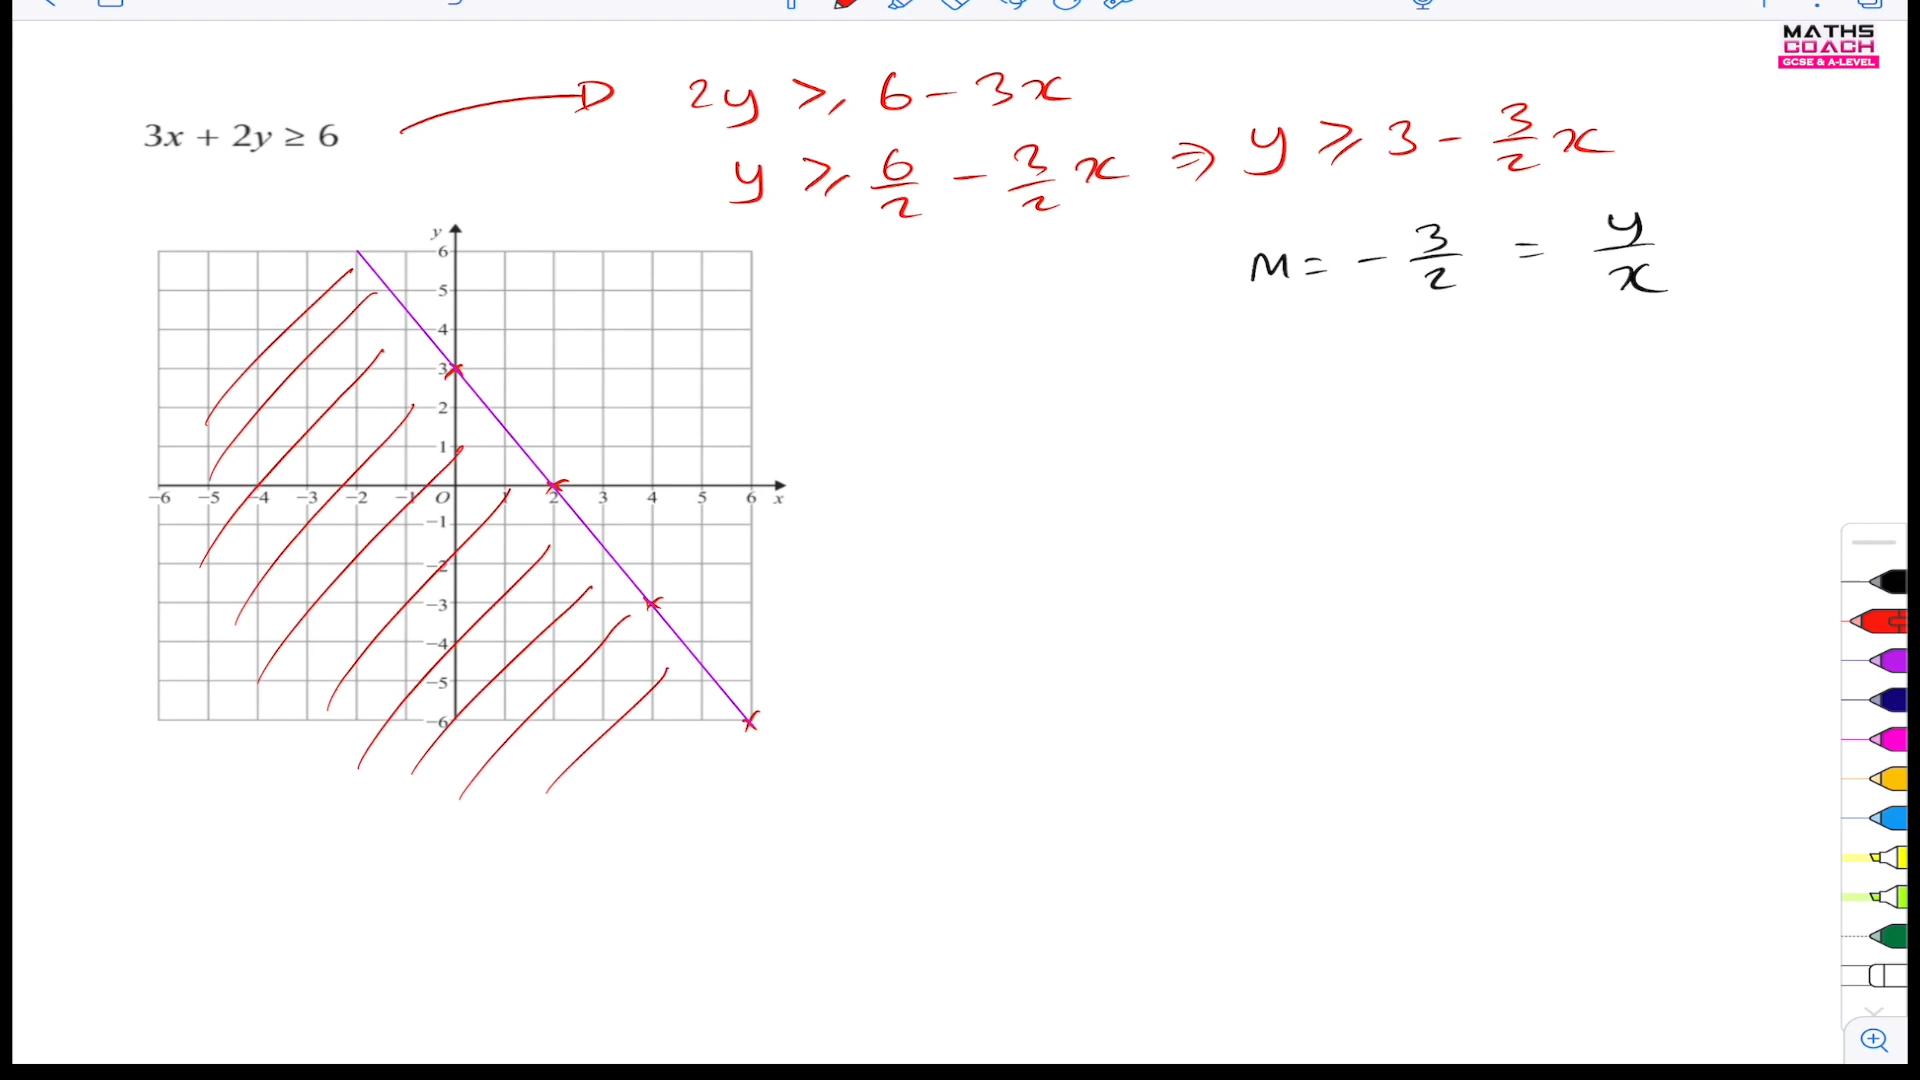 MATHS
COACH
GCSE & A-LEVEL
2y ≥ 6 - 3x
3x + 2y ≥ 6
y ≥ 6/2 - 3/2 x ⇒ y ≥ 3 - 3/2 x
m = - 3/2 = y/x
y
6
5
4
3
2
1
−6 −5 −4 −3 −2 −1 O 1 2 3 4 5 6 x
−1
−2
−3
−4
−5
−6